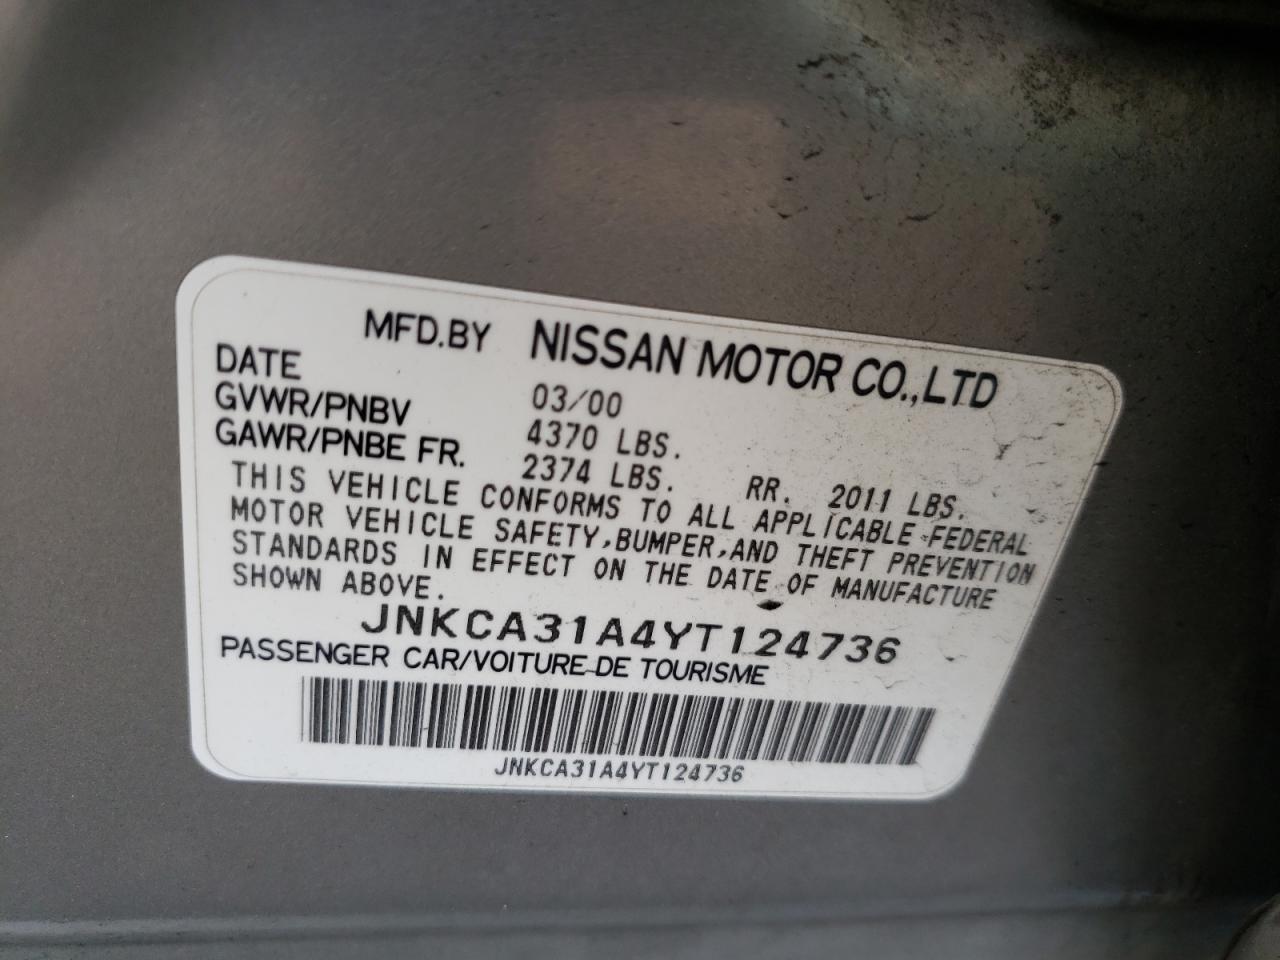 MFD.BY NISSAN MOTOR CO.,LTD
DATE 03/00
GVWR/PNBV 4370 LBS.
GAWR/PNBE FR. 2374 LBS. RR. 2011 LBS.
THIS VEHICLE CONFORMS TO ALL APPLICABLE FEDERAL
MOTOR VEHICLE SAFETY,BUMPER,AND THEFT PREVENTION
STANDARDS IN EFFECT ON THE DATE OF MANUFACTURE
SHOWN ABOVE.
JNKCA31A4YT124736
PASSENGER CAR/VOITURE DE TOURISME
JNKCA31A4YT124736